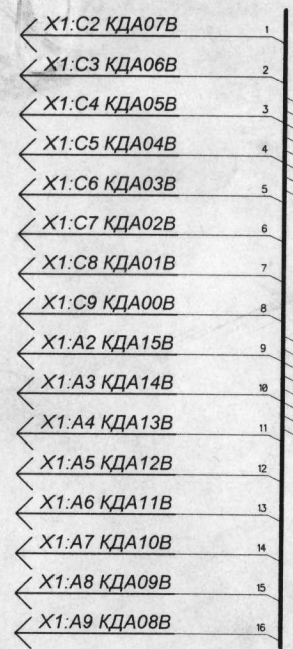 X1:C2 КДА07В 1
X1:C3 КДА06В 2
X1:C4 КДА05В 3
X1:C5 КДА04В 4
X1:C6 КДА03В 5
X1:C7 КДА02В 6
X1:C8 КДА01В 7
X1:C9 КДА00В 8
X1:A2 КДА15В 9
X1:A3 КДА14В 10
X1:A4 КДА13В 11
X1:A5 КДА12В 12
X1:A6 КДА11В 13
X1:A7 КДА10В 14
X1:A8 КДА09В 15
X1:A9 КДА08В 16